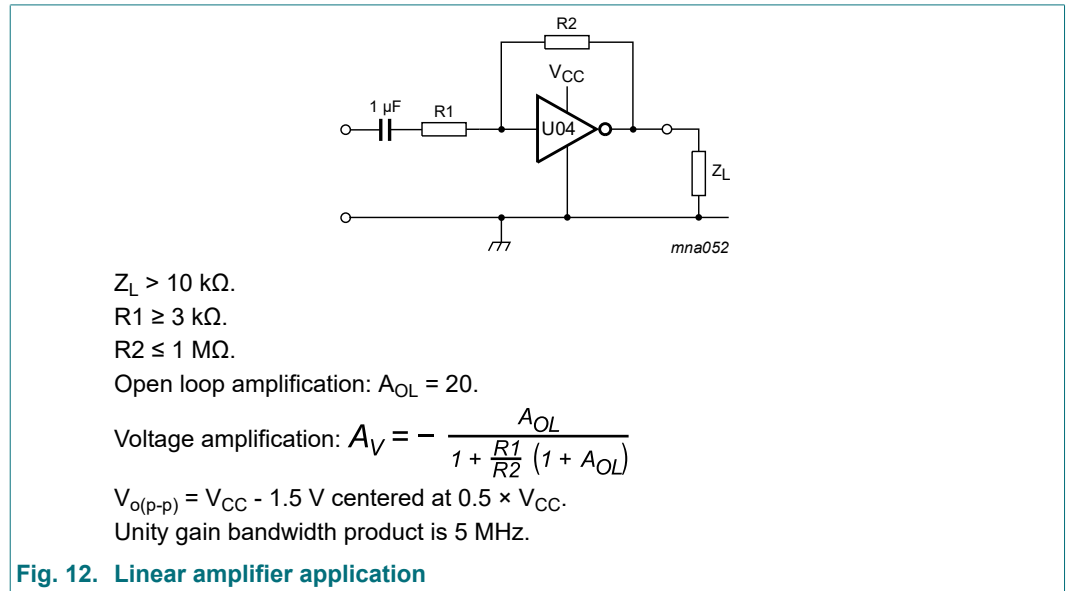 R2
VCC
1 µF
R1
U04
ZL
mna052
ZL > 10 kΩ.
R1 ≥ 3 kΩ.
R2 ≤ 1 MΩ.
Open loop amplification: AOL = 20.
Voltage amplification: AV = − AOL / (1 + R1/R2 (1 + AOL))
Vo(p-p) = VCC - 1.5 V centered at 0.5 × VCC.
Unity gain bandwidth product is 5 MHz.
Fig. 12. Linear amplifier application